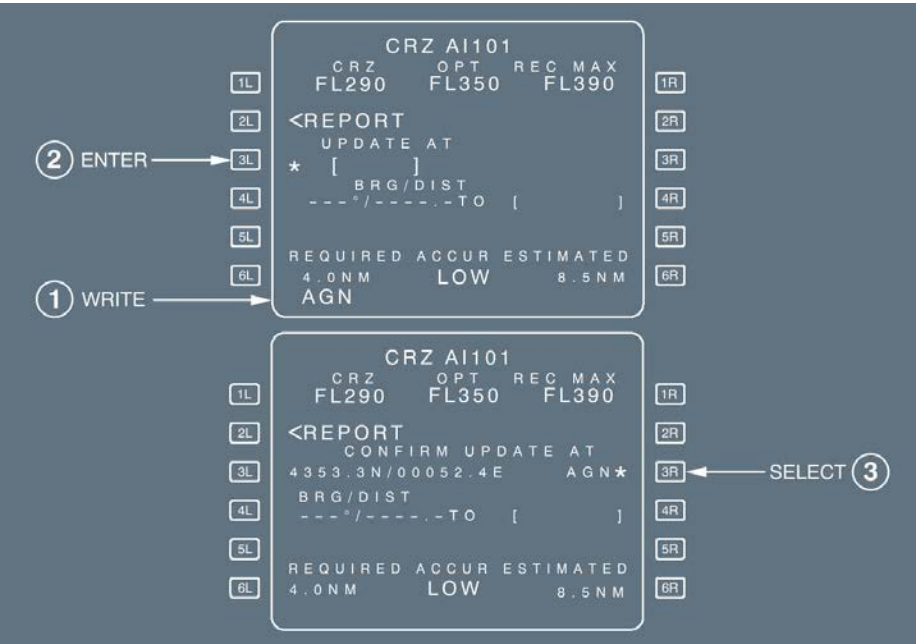 CRZ AI101
CRZ OPT REC MAX
1L FL290 FL350 FL390 1R
2L <REPORT 2R
UPDATE AT
2 ENTER 3L * [ ] 3R
BRG/DIST
4L ---°/----.-TO [ ] 4R
5L 5R
REQUIRED ACCUR ESTIMATED
6L 4.0NM LOW 8.5NM 6R
1 WRITE AGN
CRZ AI101
CRZ OPT REC MAX
1L FL290 FL350 FL390 1R
2L <REPORT 2R
CONFIRM UPDATE AT
3L 4353.3N/00052.4E AGN* 3R SELECT 3
BRG/DIST
4L ---°/----.-TO [ ] 4R
5L 5R
REQUIRED ACCUR ESTIMATED
6L 4.0NM LOW 8.5NM 6R